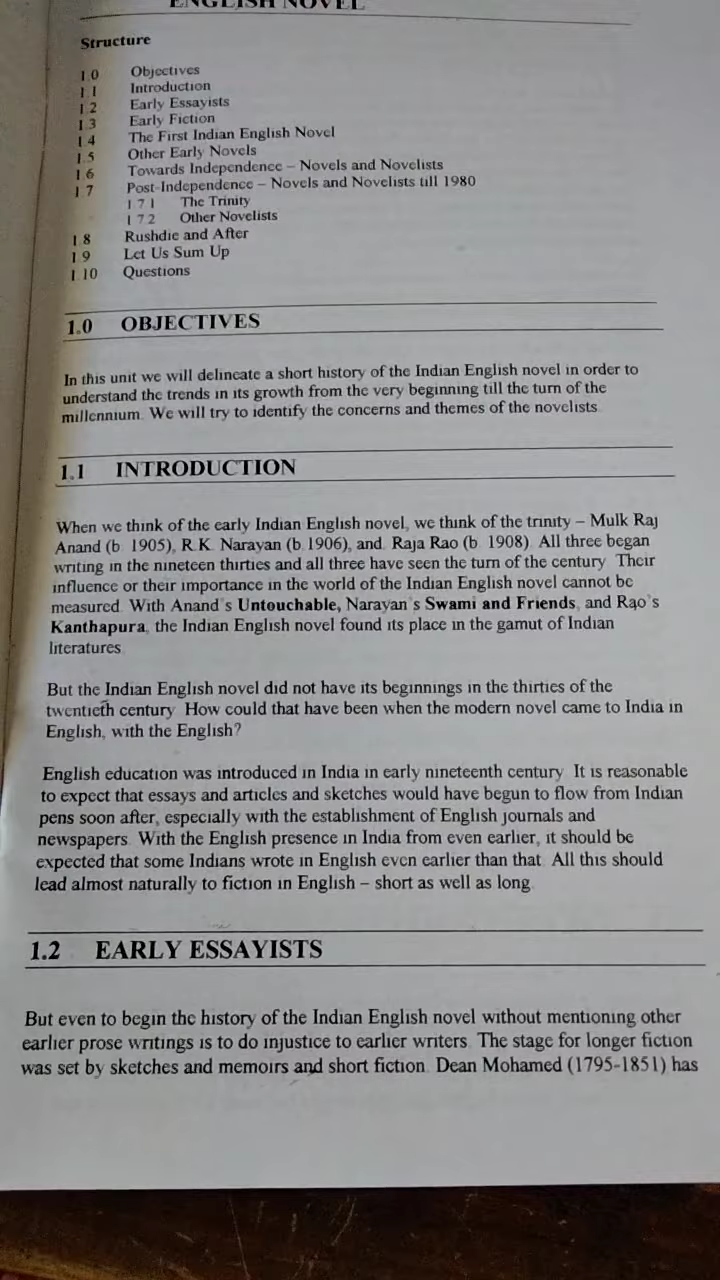 ENGLISH NOVEL
Structure
1.0 Objectives
1.1 Introduction
1.2 Early Essayists
1.3 Early Fiction
1.4 The First Indian English Novel
1.5 Other Early Novels
1.6 Towards Independence – Novels and Novelists
1.7 Post-Independence – Novels and Novelists till 1980
1.7.1 The Trinity
1.7.2 Other Novelists
1.8 Rushdie and After
1.9 Let Us Sum Up
1.10 Questions
1.0 OBJECTIVES
In this unit we will delineate a short history of the Indian English novel in order to
understand the trends in its growth from the very beginning till the turn of the
millennium. We will try to identify the concerns and themes of the novelists.
1.1 INTRODUCTION
When we think of the early Indian English novel, we think of the trinity – Mulk Raj
Anand (b. 1905), R.K. Narayan (b.1906), and Raja Rao (b. 1908). All three began
writing in the nineteen thirties and all three have seen the turn of the century. Their
influence or their importance in the world of the Indian English novel cannot be
measured. With Anand's Untouchable, Narayan's Swami and Friends, and Rao's
Kanthapura, the Indian English novel found its place in the gamut of Indian
literatures.
But the Indian English novel did not have its beginnings in the thirties of the
twentieth century. How could that have been when the modern novel came to India in
English, with the English?
English education was introduced in India in early nineteenth century. It is reasonable
to expect that essays and articles and sketches would have begun to flow from Indian
pens soon after, especially with the establishment of English journals and
newspapers. With the English presence in India from even earlier, it should be
expected that some Indians wrote in English even earlier than that. All this should
lead almost naturally to fiction in English – short as well as long.
1.2 EARLY ESSAYISTS
But even to begin the history of the Indian English novel without mentioning other
earlier prose writings is to do injustice to earlier writers. The stage for longer fiction
was set by sketches and memoirs and short fiction. Dean Mohamed (1795-1851) has